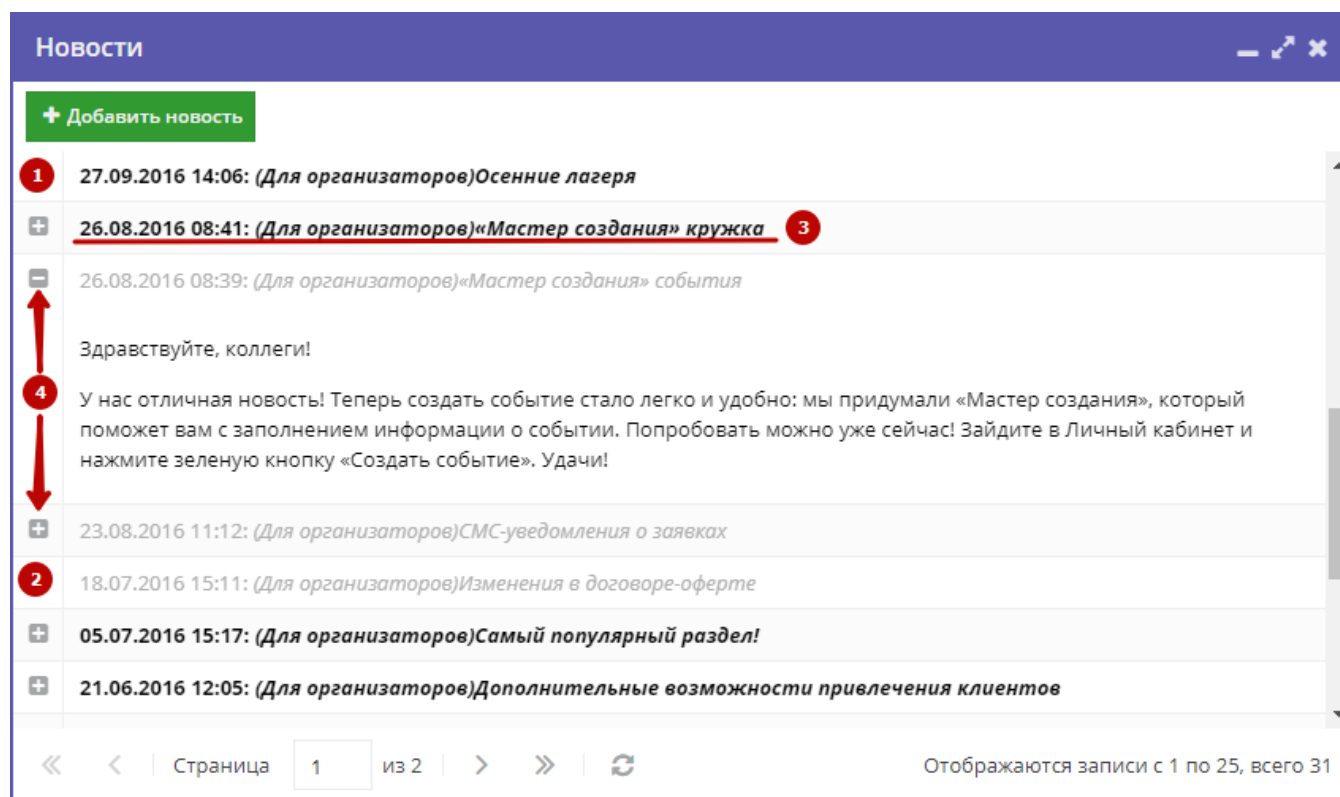 Новости
Добавить новость
1 27.09.2016 14:06: (Для организаторов)Осенние лагеря
26.08.2016 08:41: (Для организаторов)«Мастер создания» кружка 3
26.08.2016 08:39: (Для организаторов)«Мастер создания» события
Здравствуйте, коллеги!
4
У нас отличная новость! Теперь создать событие стало легко и удобно: мы придумали «Мастер создания», который
поможет вам с заполнением информации о событии. Попробовать можно уже сейчас! Зайдите в Личный кабинет и
нажмите зеленую кнопку «Создать событие». Удачи!
23.08.2016 11:12: (Для организаторов)СМС-уведомления о заявках
2 18.07.2016 15:11: (Для организаторов)Изменения в договоре-оферте
05.07.2016 15:17: (Для организаторов)Самый популярный раздел!
21.06.2016 12:05: (Для организаторов)Дополнительные возможности привлечения клиентов
Страница 1 из 2 Отображаются записи с 1 по 25, всего 31